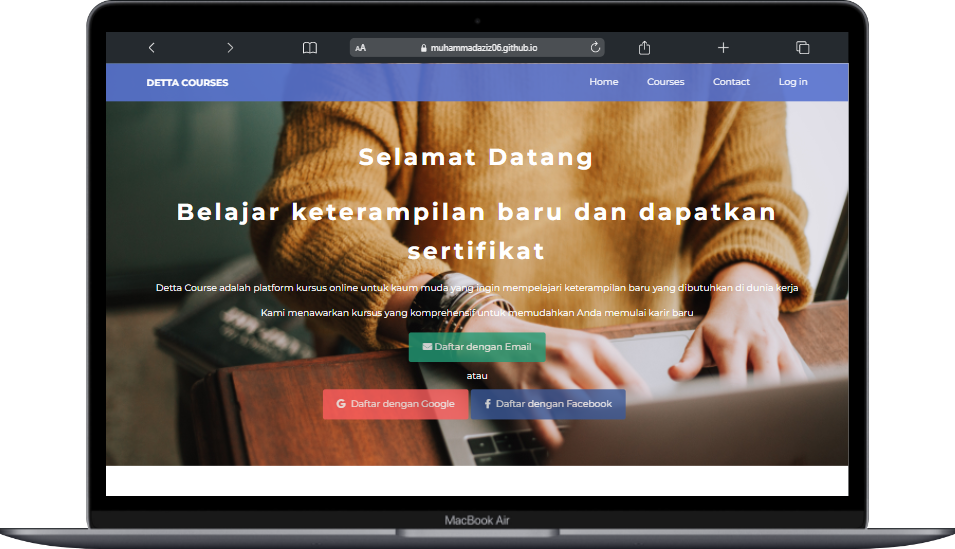 AA muhammadaziz06.github.io
DETTA COURSES Home Courses Contact Log in
Selamat Datang
Belajar keterampilan baru dan dapatkan
sertifikat
Detta Course adalah platform kursus online untuk kaum muda yang ingin mempelajari keterampilan baru yang dibutuhkan di dunia kerja
Kami menawarkan kursus yang komprehensif untuk memudahkan Anda memulai karir baru
Daftar dengan Email
atau
G Daftar dengan Google f Daftar dengan Facebook
MacBook Air